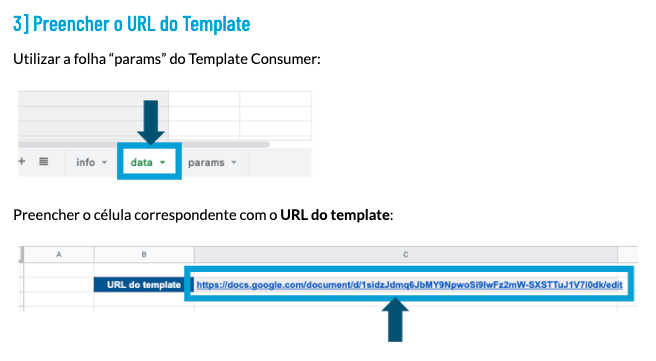 3] Preencher o URL do Template
Utilizar a folha “params” do Template Consumer:
+ info data params
Preencher o célula correspondente com o URL do template:
A B C
URL do template https://docs.google.com/document/d/1sidzJdmq6JbMY9NpwoSi9IwFz2mW-SXSTTuJ1V7i0dk/edit